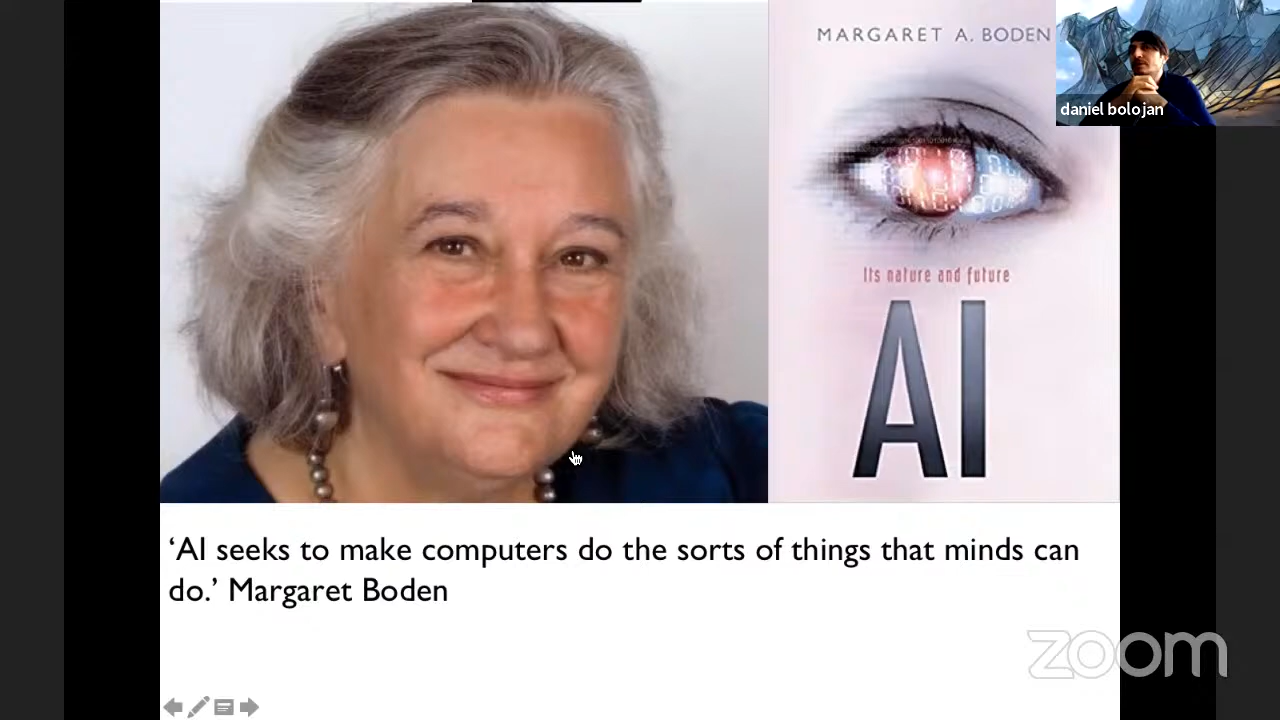 MARGARET A. BODEN
daniel bolojan
Its nature and future
AI
‘AI seeks to make computers do the sorts of things that minds can
do.’ Margaret Boden
zoom